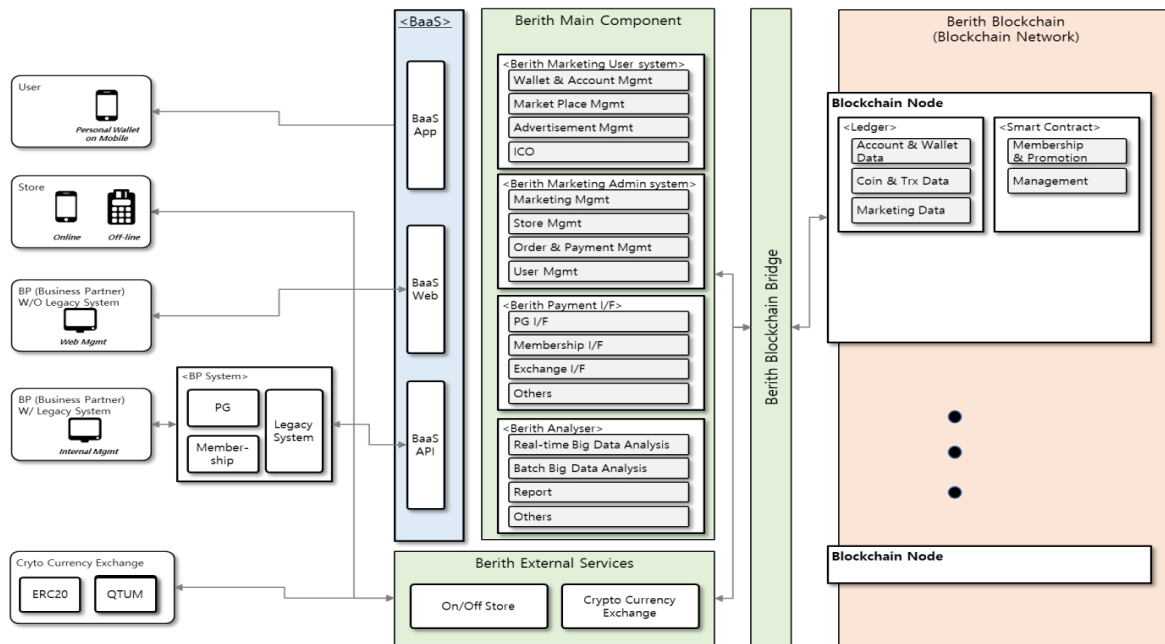 User
Personal Wallet
on Mobile
Store
Online
Off-line
BP (Business Partner)
W/O Legacy System
Web Mgmt
BP (Business Partner)
W/ Legacy System
Internal Mgmt
<BP System>
PG
Member-
ship
Legacy
System
Cryto Currency Exchange
ERC20
QTUM
<BaaS>
BaaS
App
BaaS
Web
BaaS
API
Berith Main Component
<Berith Marketing User system>
Wallet & Account Mgmt
Market Place Mgmt
Advertisement Mgmt
ICO
<Berith Marketing Admin system>
Marketing Mgmt
Store Mgmt
Order & Payment Mgmt
User Mgmt
<Berith Payment I/F>
PG I/F
Membership I/F
Exchange I/F
Others
<Berith Analyser>
Real-time Big Data Analysis
Batch Big Data Analysis
Report
Others
Berith External Services
On/Off Store
Crypto Currency
Exchange
Berith Blockchain Bridge
Berith Blockchain
(Blockchain Network)
Blockchain Node
<Ledger>
Account & Wallet
Data
Coin & Trx Data
Marketing Data
<Smart Contract>
Membership
& Promotion
Management
Blockchain Node